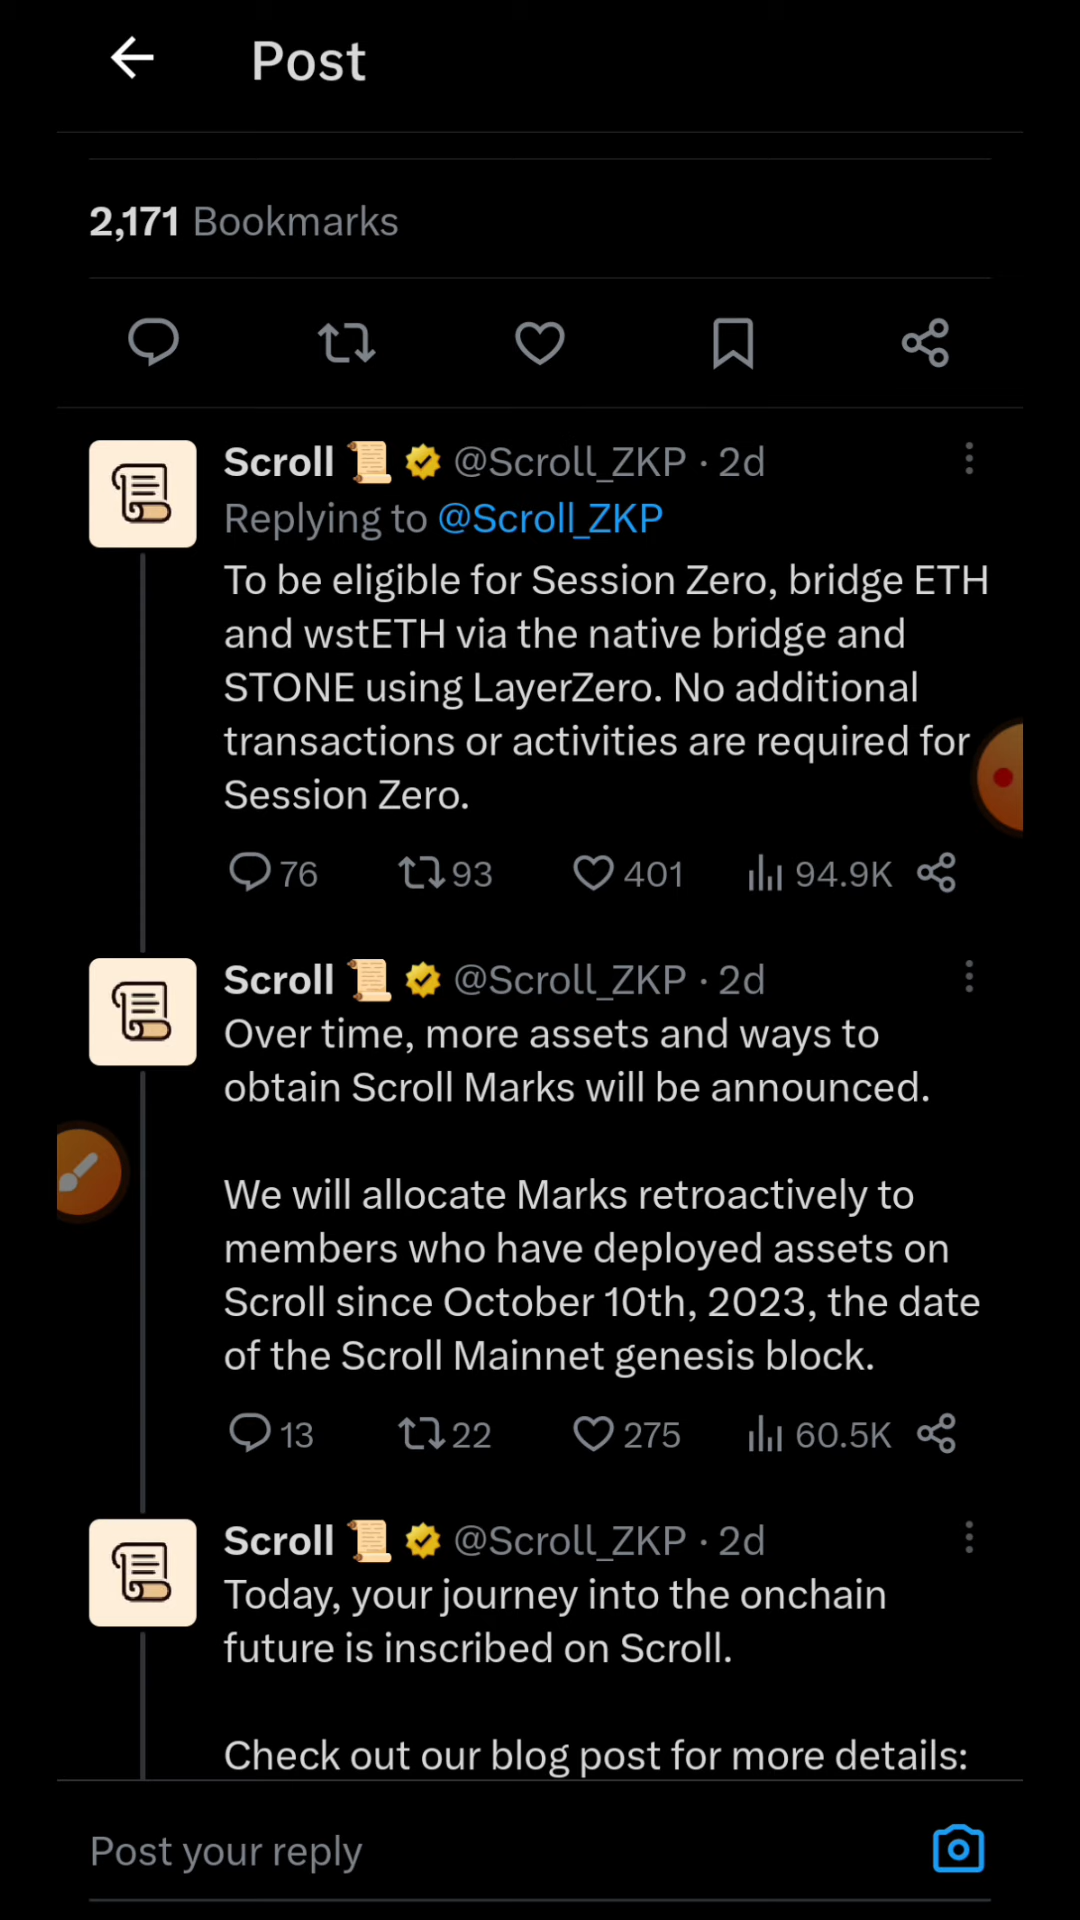 Post
2,171 Bookmarks
Scroll 📜 @Scroll_ZKP · 2d
Replying to @Scroll_ZKP
To be eligible for Session Zero, bridge ETH
and wstETH via the native bridge and
STONE using LayerZero. No additional
transactions or activities are required for
Session Zero.
76 93 401 94.9K
Scroll 📜 @Scroll_ZKP · 2d
Over time, more assets and ways to
obtain Scroll Marks will be announced.
We will allocate Marks retroactively to
members who have deployed assets on
Scroll since October 10th, 2023, the date
of the Scroll Mainnet genesis block.
13 22 275 60.5K
Scroll 📜 @Scroll_ZKP · 2d
Today, your journey into the onchain
future is inscribed on Scroll.
Check out our blog post for more details:
Post your reply